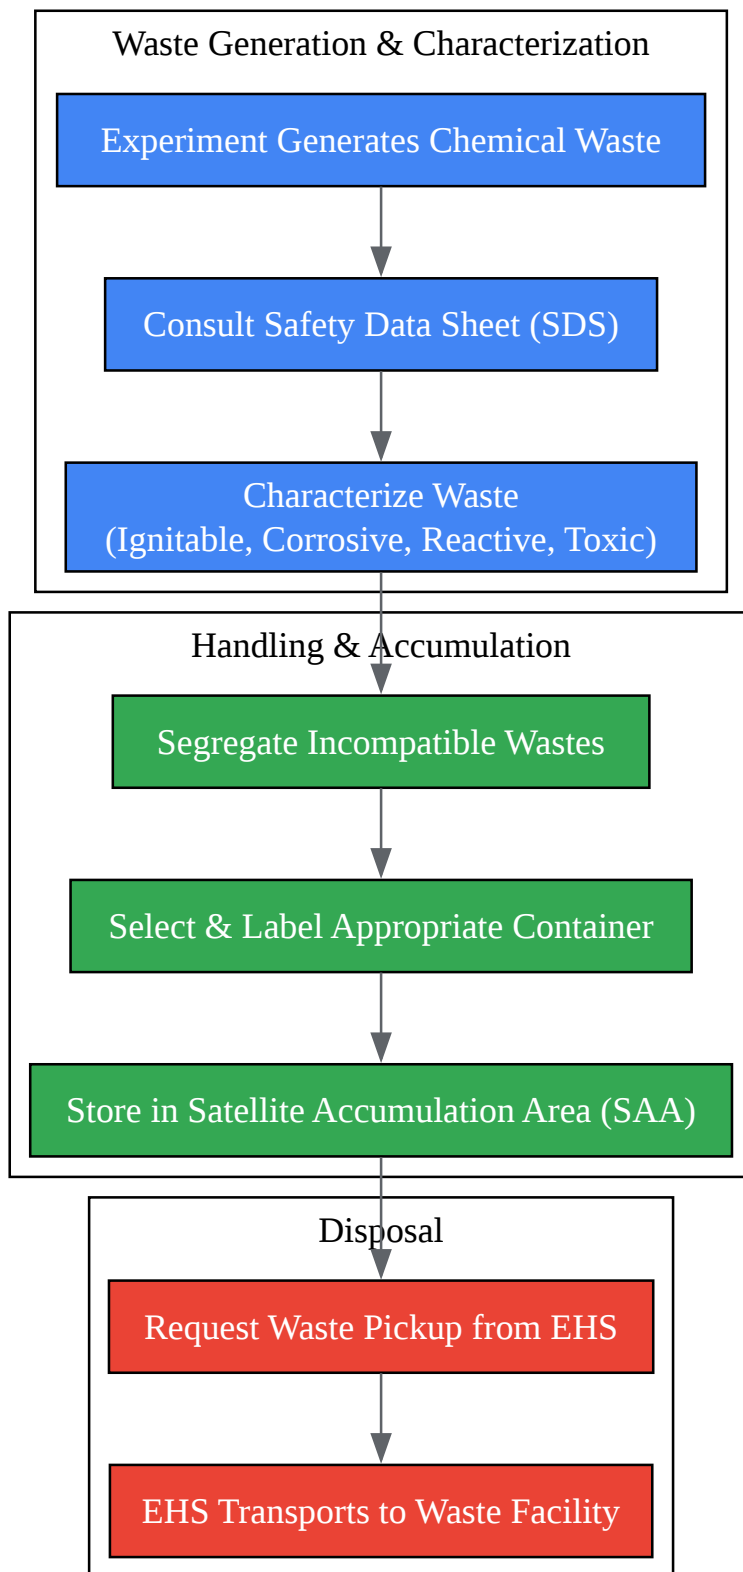 Waste Generation & Characterization
Experiment Generates Chemical Waste
Consult Safety Data Sheet (SDS)
Characterize Waste
(Ignitable, Corrosive, Reactive, Toxic)
Handling & Accumulation
Segregate Incompatible Wastes
Select & Label Appropriate Container
Store in Satellite Accumulation Area (SAA)
Disposal
Request Waste Pickup from EHS
EHS Transports to Waste Facility